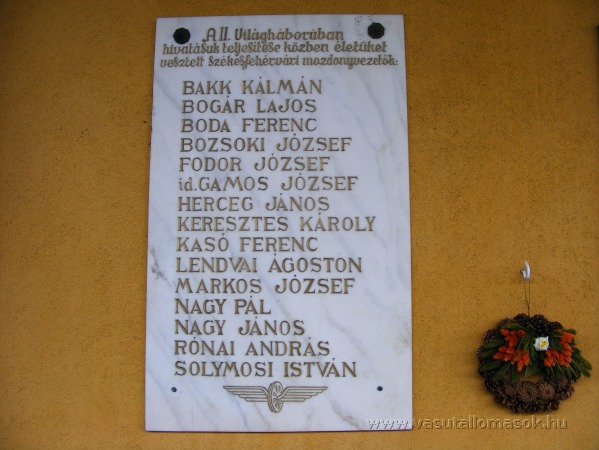 A II. Világháborúban
hivatásuk teljesítése közben életüket
vesztett Székesfehérvári mozdonyvezetők:
BAKK KÁLMÁN
BOGÁR LAJOS
BODA FERENC
BOZSOKI JÓZSEF
FODOR JÓZSEF
id. GAMOS JÓZSEF
HERCEG JÁNOS
KERESZTES KÁROLY
KASÓ FERENC
LENDVAI ÁGOSTON
MARKOS JÓZSEF
NAGY PÁL
NAGY JÁNOS
RÓNAI ANDRÁS
SOLYMOSI ISTVÁN
© www.vasutallomasok.hu